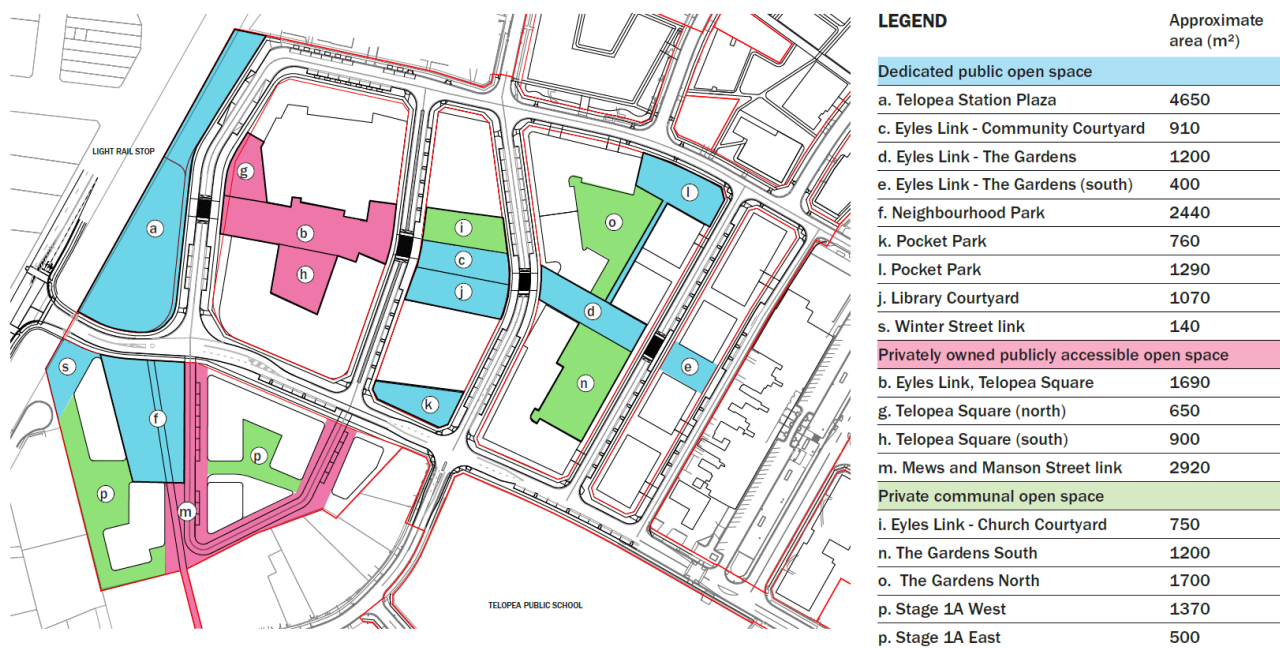 LIGHT RAIL STOP
g
a
b
h
i
c
j
k
o
l
d
n
e
s
f
p
p
m
TELOPEA PUBLIC SCHOOL
LEGEND Approximate
area (m²)
Dedicated public open space
a. Telopea Station Plaza 4650
c. Eyles Link - Community Courtyard 910
d. Eyles Link - The Gardens 1200
e. Eyles Link - The Gardens (south) 400
f. Neighbourhood Park 2440
k. Pocket Park 760
l. Pocket Park 1290
j. Library Courtyard 1070
s. Winter Street link 140
Privately owned publicly accessible open space
b. Eyles Link, Telopea Square 1690
g. Telopea Square (north) 650
h. Telopea Square (south) 900
m. Mews and Manson Street link 2920
Private communal open space
i. Eyles Link - Church Courtyard 750
n. The Gardens South 1200
o. The Gardens North 1700
p. Stage 1A West 1370
p. Stage 1A East 500